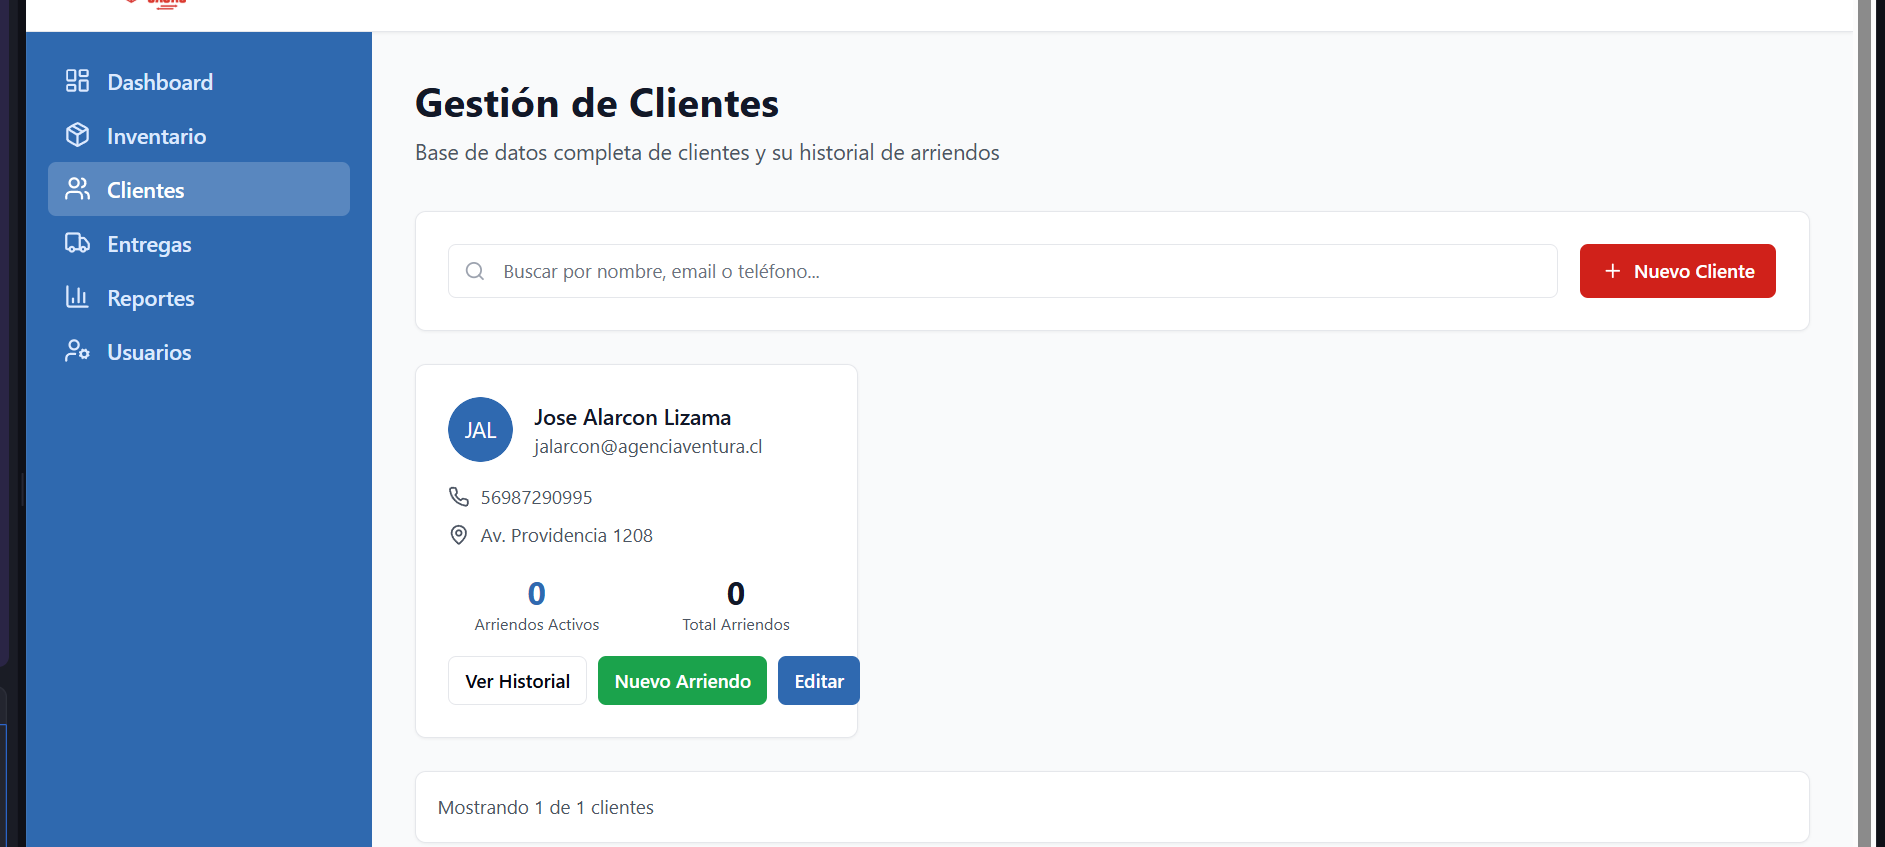 Dashboard
Inventario
Clientes
Entregas
Reportes
Usuarios
Gestión de Clientes
Base de datos completa de clientes y su historial de arriendos
Buscar por nombre, email o teléfono...
+ Nuevo Cliente
JAL
Jose Alarcon Lizama
jalarcon@agenciaventura.cl
56987290995
Av. Providencia 1208
0
Arriendos Activos
0
Total Arriendos
Ver Historial
Nuevo Arriendo
Editar
Mostrando 1 de 1 clientes